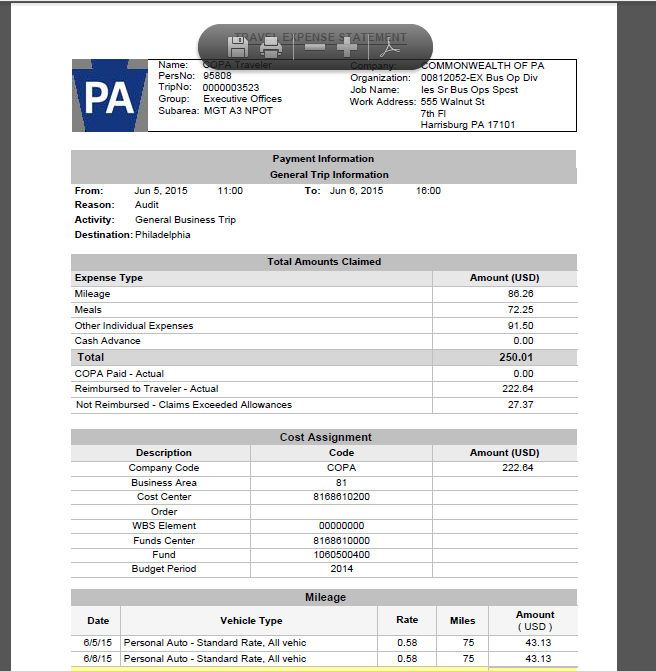 TRAVEL EXPENSE STATEMENT
PA
Name: COPA Traveler
PersNo: 95808
TripNo: 0000003523
Group: Executive Offices
Subarea: MGT A3 NPOT
Company: COMMONWEALTH OF PA
Organization: 00812052-EX Bus Op Div
Job Name: Ies Sr Bus Ops Spcst
Work Address: 555 Walnut St
7th Fl
Harrisburg PA 17101
Payment Information
General Trip Information
From: Jun 5, 2015 11:00 To: Jun 6, 2015 16:00
Reason: Audit
Activity: General Business Trip
Destination: Philadelphia
Total Amounts Claimed
Expense Type Amount (USD)
Mileage 86.26
Meals 72.25
Other Individual Expenses 91.50
Cash Advance 0.00
Total 250.01
COPA Paid - Actual 0.00
Reimbursed to Traveler - Actual 222.64
Not Reimbursed - Claims Exceeded Allowances 27.37
Cost Assignment
Description Code Amount (USD)
Company Code COPA 222.64
Business Area 81
Cost Center 8168610200
Order
WBS Element 00000000
Funds Center 8168610000
Fund 1060500400
Budget Period 2014
Mileage
Date Vehicle Type Rate Miles Amount ( USD )
6/5/15 Personal Auto - Standard Rate, All vehic 0.58 75 43.13
6/6/15 Personal Auto - Standard Rate, All vehic 0.58 75 43.13